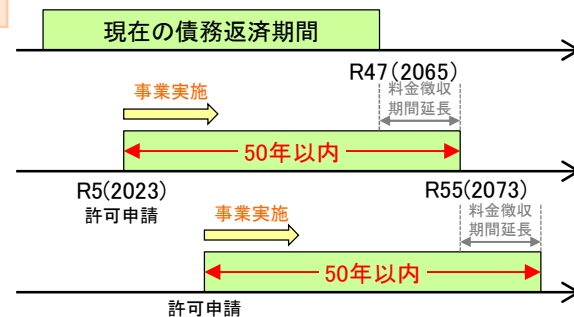 現在の債務返済期間
R47(2065)
事業実施
料金徴収
期間延長
50年以内
R5(2023)
許可申請
R55(2073)
事業実施
料金徴収
期間延長
50年以内
許可申請